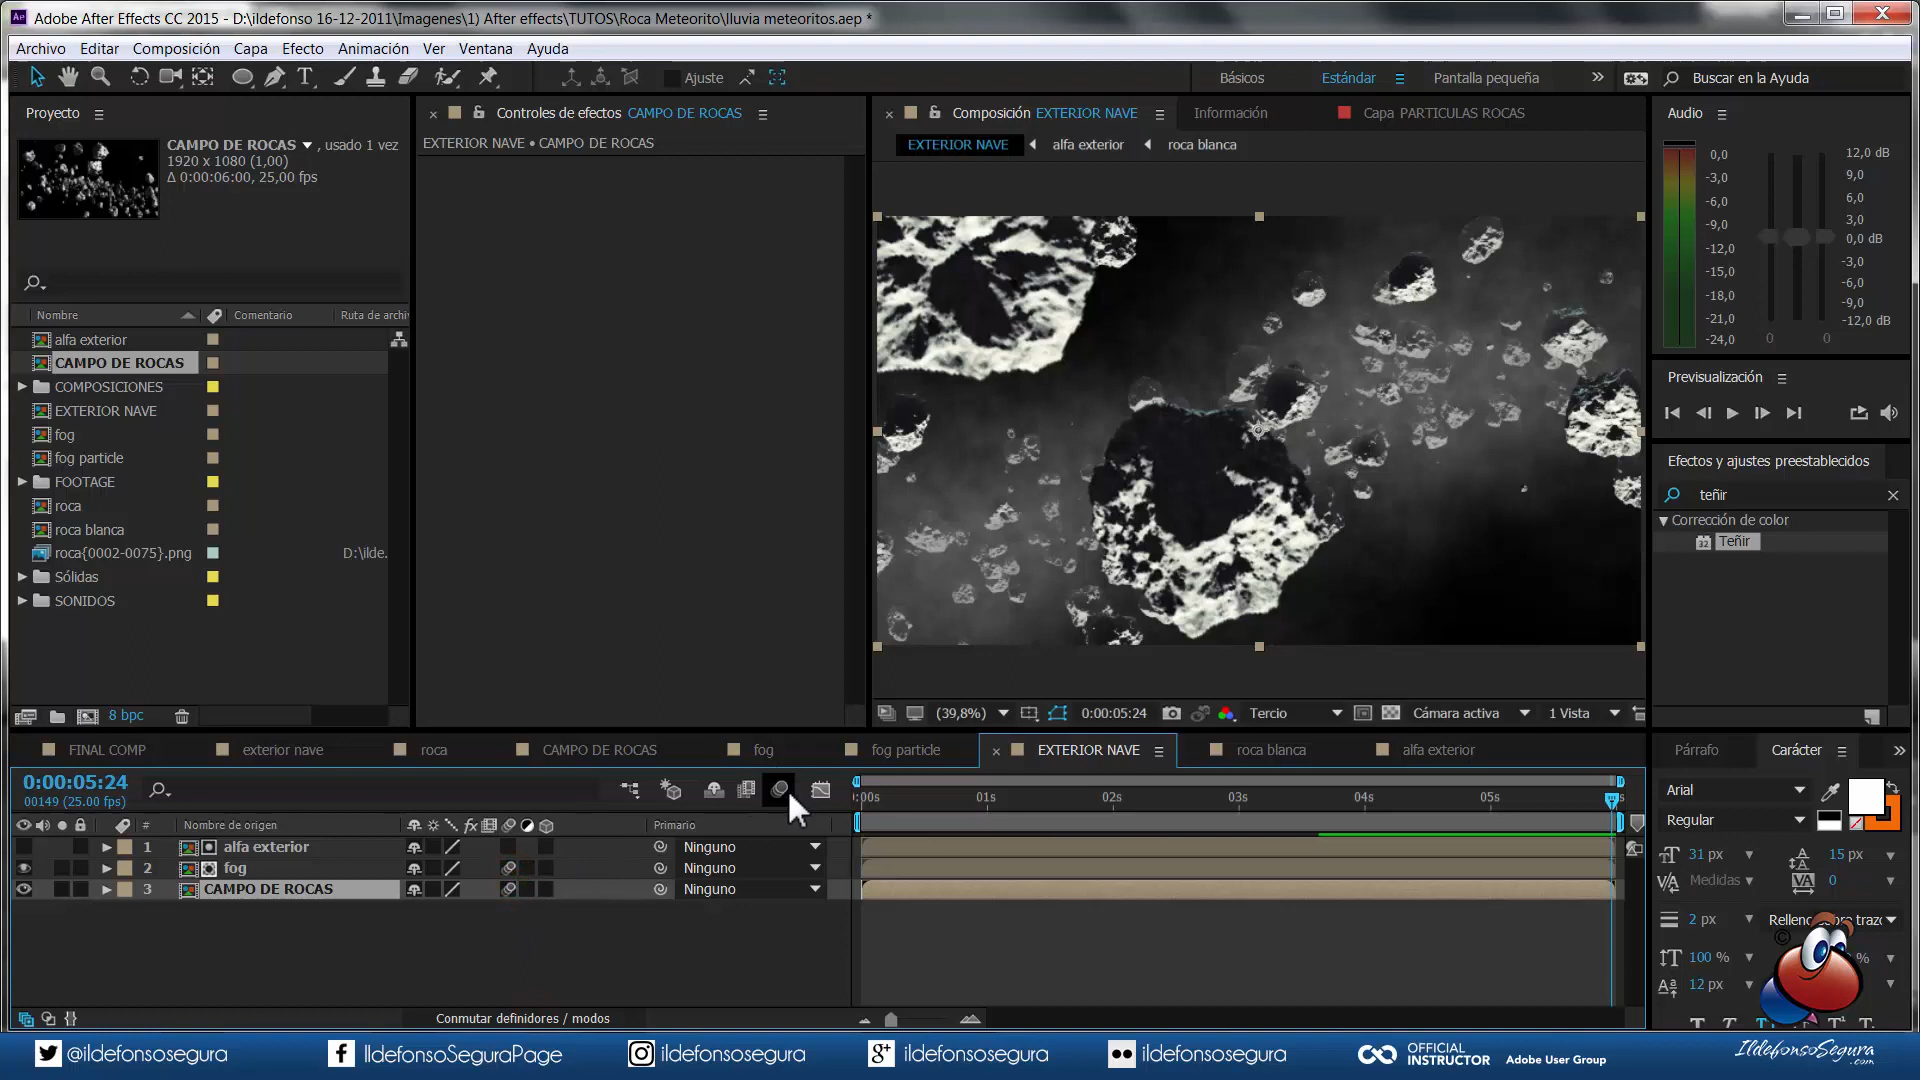 Adobe After Effects CC 2015 - D:\ildefonso 16-12-2011\Imagenes\1) After effects\TUTOS\Roca Meteorito\lluvia meteoritos.aep *
Archivo Editar Composición Capa Efecto Animación Ver Ventana Ayuda
Ajuste Básicos Estándar Pantalla pequeña Buscar en la Ayuda
Proyecto
CAMPO DE ROCAS , usado 1 vez
1920 x 1080 (1,00)
Δ 0:00:06:00, 25,00 fps
Nombre Comentario Ruta de archiv
alfa exterior
CAMPO DE ROCAS
COMPOSICIONES
EXTERIOR NAVE
fog
fog particle
FOOTAGE
roca
roca blanca
roca{0002-0075}.png D:\ilde.
Sólidas
SONIDOS
8 bpc
Controles de efectos CAMPO DE ROCAS
EXTERIOR NAVE • CAMPO DE ROCAS
Composición EXTERIOR NAVE Información Capa PARTICULAS ROCAS
EXTERIOR NAVE alfa exterior roca blanca
(39,8%) 0:00:05:24 Tercio Cámara activa 1 Vista
Audio
0,0
-3,0
-6,0
-9,0
-12,0
-15,0
-18,0
-21,0
-24,0
12,0 dB
9,0
6,0
3,0
0,0 dB
-3,0
-6,0
-9,0
-12,0 dB
0 0
Previsualización
Efectos y ajustes preestablecidos
teñir
Corrección de color
32 Teñir
FINAL COMP exterior nave roca CAMPO DE ROCAS fog fog particle EXTERIOR NAVE roca blanca alfa exterior
0:00:05:24
00149 (25.00 fps)
:00s 01s 02s 03s 04s 05s s
# Nombre de origen fx Primario
1 alfa exterior Ninguno
2 fog Ninguno
3 CAMPO DE ROCAS Ninguno
Conmutar definidores / modos
Párrafo Carácter
Arial
Regular
31 px 15 px
Medidas 0
2 px
100 % %
12 px
@ildefonsosegura IldefonsoSeguraPage ildefonsosegura ildefonsosegura ildefonsosegura
OFFICIAL INSTRUCTOR Adobe User Group
IldefonsoSegura.com